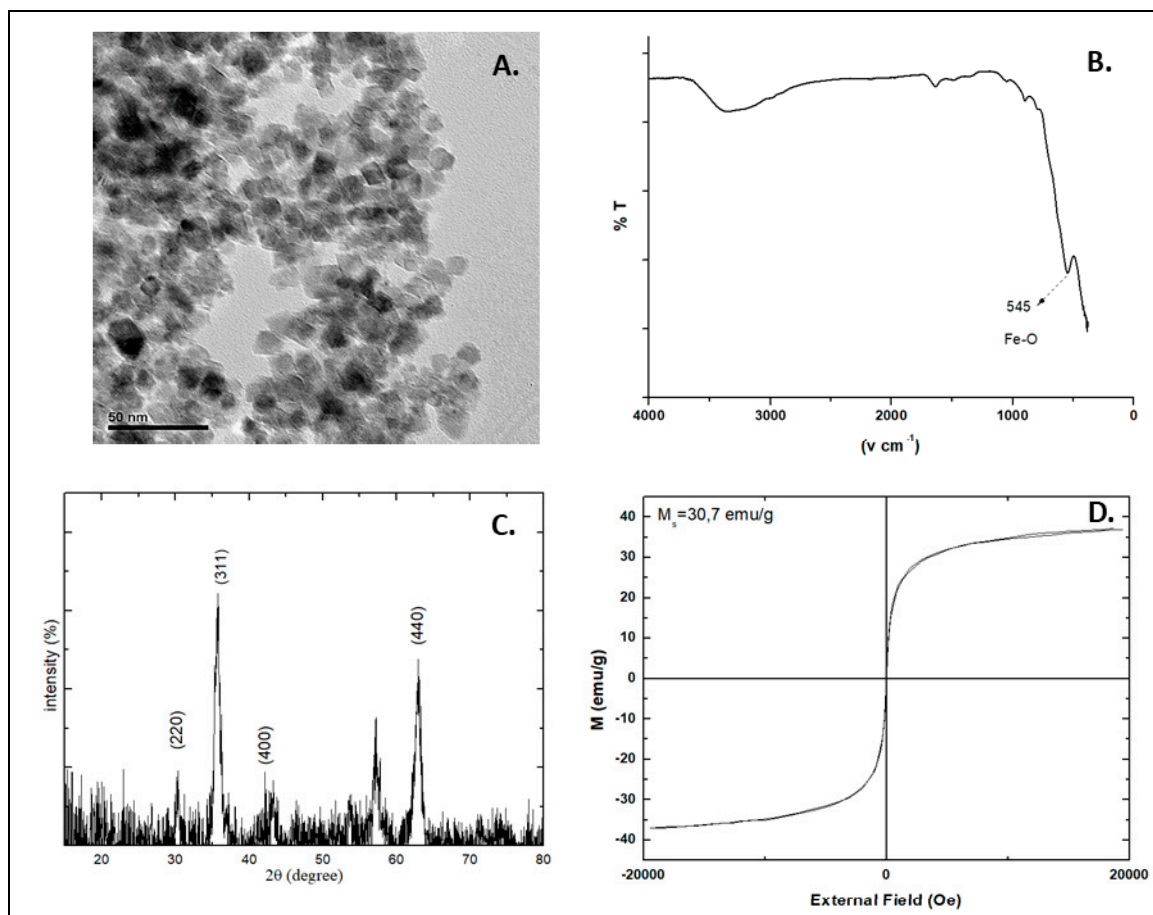 A.
50 nm
B.
% T
545
Fe-O
4000 3000 2000 1000 0
(v cm⁻¹)
C.
intensity (%)
(220)
(311)
(400)
(440)
20 30 40 50 60 70 80
2θ (degree)
D.
Mₛ=30,7 emu/g
M (emu/g)
40
30
20
10
0
-10
-20
-30
-40
-20000 0 20000
External Field (Oe)